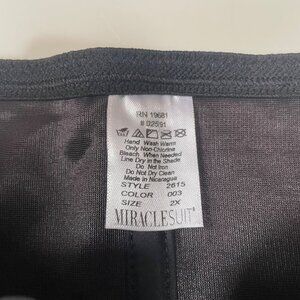 RN 19681
# 02591
Hand Wash Warm
Only Non-Chlorine
Bleach. When Needed
Line Dry in the Shade
Do Not Iron
Do Not Dry Clean
Made in Nicaragua
STYLE 2615
COLOR 003
SIZE 2X
MIRACLESUIT®